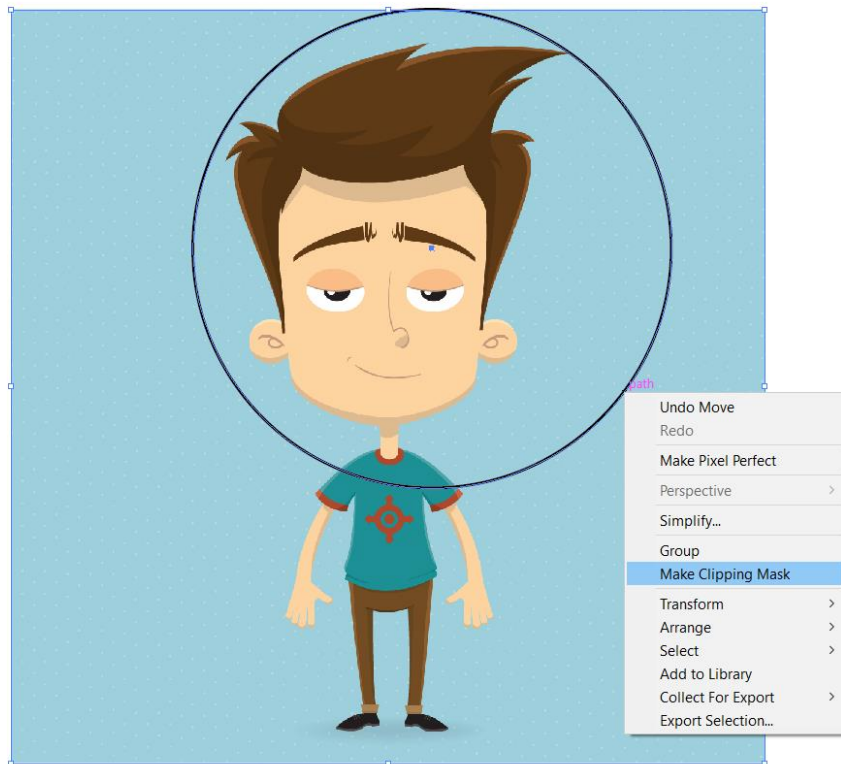 path
Undo Move
Redo
Make Pixel Perfect
Perspective
Simplify...
Group
Make Clipping Mask
Transform
Arrange
Select
Add to Library
Collect For Export
Export Selection...